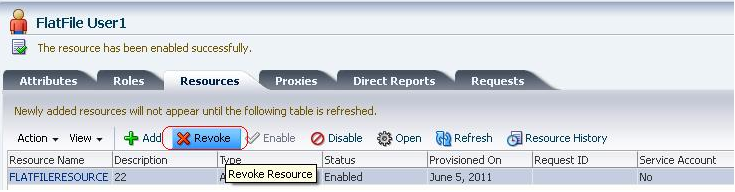 FlatFile User1
The resource has been enabled successfully.
Attributes Roles Resources Proxies Direct Reports Requests
Newly added resources will not appear until the following table is refreshed.
Action View Add Revoke Enable Disable Open Refresh Resource History
Resource Name Description Type Status Provisioned On Request ID Service Account
FLATFILERESOURCE 22 A Enabled June 5, 2011 No
Revoke Resource